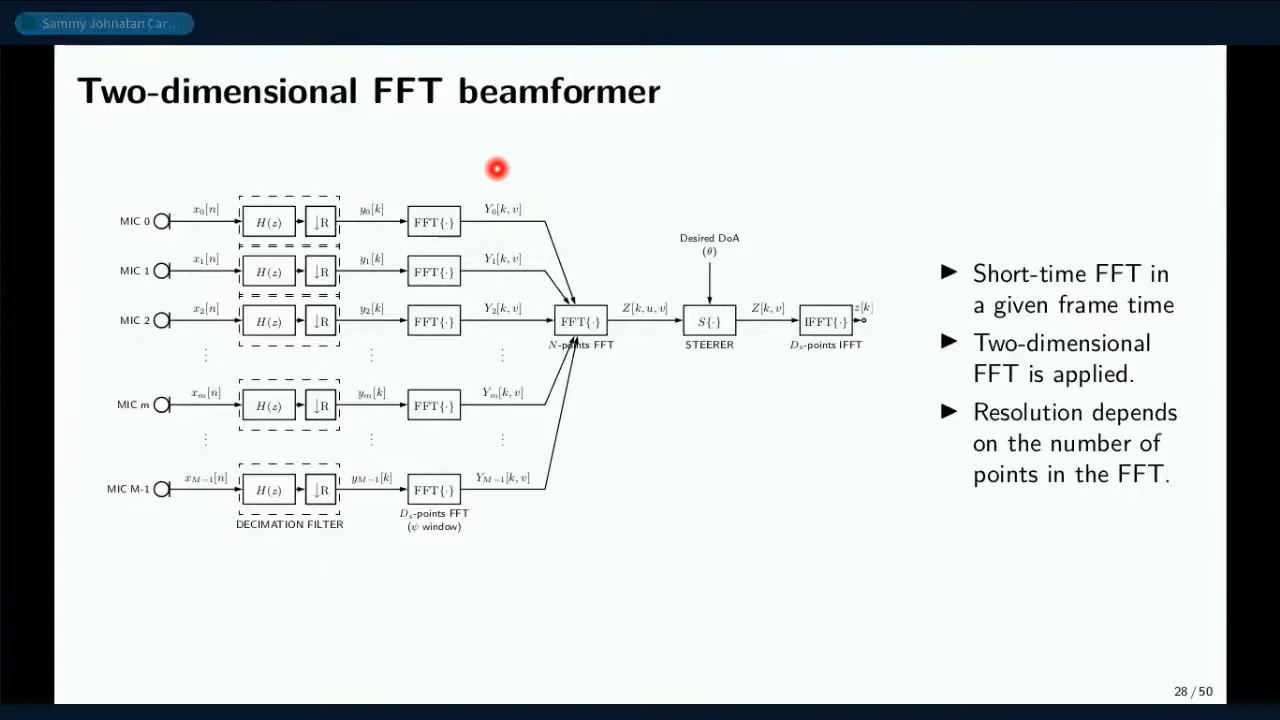 Sammy Johnatan Car....
Two-dimensional FFT beamformer
MIC 0 x₀[n] H(z) ↓R y₀[k] FFT{·} Y₀[k, v]
Desired DoA
(θ)
MIC 1 x₁[n] H(z) ↓R y₁[k] FFT{·} Y₁[k, v]
MIC 2 x₂[n] H(z) ↓R y₂[k] FFT{·} Y₂[k, v] FFT{·} Z[k, u, v] S{·} Z[k, v] IFFT{·} z[k]
N-points FFT STEERER Dₛ-points IFFT
MIC m xₘ[n] H(z) ↓R yₘ[k] FFT{·} Yₘ[k, v]
MIC M-1 x_{M−1}[n] H(z) ↓R y_{M−1}[k] FFT{·} Y_{M−1}[k, v]
DECIMATION FILTER
Dₛ-points FFT
(ψ window)
▶ Short-time FFT in
a given frame time
▶ Two-dimensional
FFT is applied.
▶ Resolution depends
on the number of
points in the FFT.
28 / 50